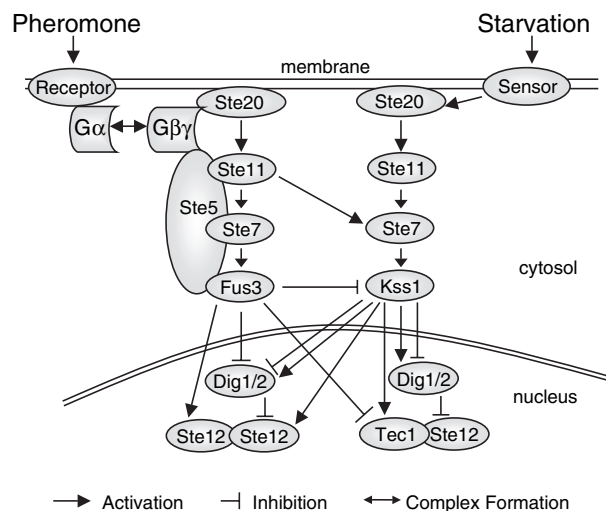 Pheromone Starvation
membrane
Receptor Sensor
Ste20 Ste20
Gα Gβγ
Ste11 Ste11
Ste5
Ste7 Ste7
cytosol
Fus3 Kss1
Dig1/2 Dig1/2
nucleus
Ste12 Ste12 Tec1 Ste12
Activation Inhibition Complex Formation